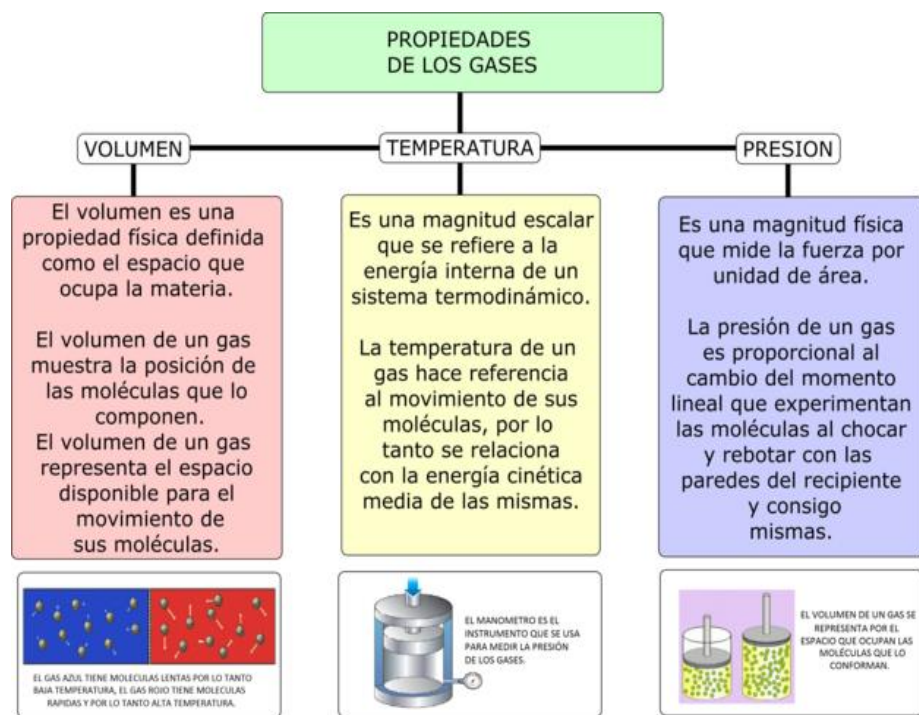 PROPIEDADES
DE LOS GASES
VOLUMEN
TEMPERATURA
PRESION
El volumen es una
propiedad física definida
como el espacio que
ocupa la materia.
El volumen de un gas
muestra la posición de
las moléculas que lo
componen.
El volumen de un gas
representa el espacio
disponible para el
movimiento de
sus moléculas.
Es una magnitud escalar
que se refiere a la
energía interna de un
sistema termodinámico.
La temperatura de un
gas hace referencia
al movimiento de sus
moléculas, por lo
tanto se relaciona
con la energía cinética
media de las mismas.
Es una magnitud física
que mide la fuerza por
unidad de área.
La presión de un gas
es proporcional al
cambio del momento
lineal que experimentan
las moléculas al chocar
y rebotar con las
paredes del recipiente
y consigo
mismas.
EL GAS AZUL TIENE MOLECULAS LENTAS POR LO TANTO
BAJA TEMPERATURA, EL GAS ROJO TIENE MOLECULAS
RAPIDAS Y POR LO TANTO ALTA TEMPERATURA.
EL MANOMETRO ES EL
INSTRUMENTO QUE SE USA
PARA MEDIR LA PRESIÓN
DE LOS GASES.
EL VOLUMEN DE UN GAS SE
REPRESENTA POR EL
ESPACIO QUE OCUPAN LAS
MOLÉCULAS QUE LO
CONFORMAN.